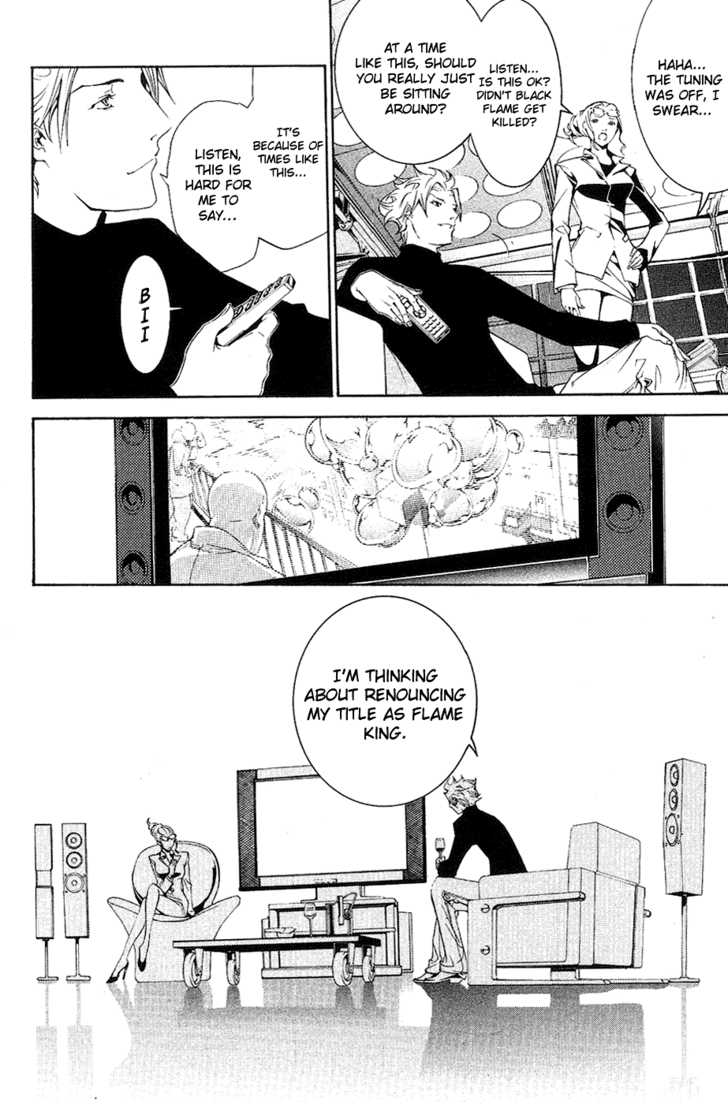 HAHA...
THE TUNING
WAS OFF, I
SWEAR...
LISTEN...
IS THIS OK?
DIDN'T BLACK
FLAME GET
KILLED?
AT A TIME
LIKE THIS, SHOULD
YOU REALLY JUST
BE SITTING
AROUND?
IT'S
BECAUSE OF
TIMES LIKE
THIS...
LISTEN,
THIS IS
HARD FOR
ME TO
SAY...
BII
I'M THINKING
ABOUT RENOUNCING
MY TITLE AS FLAME
KING.